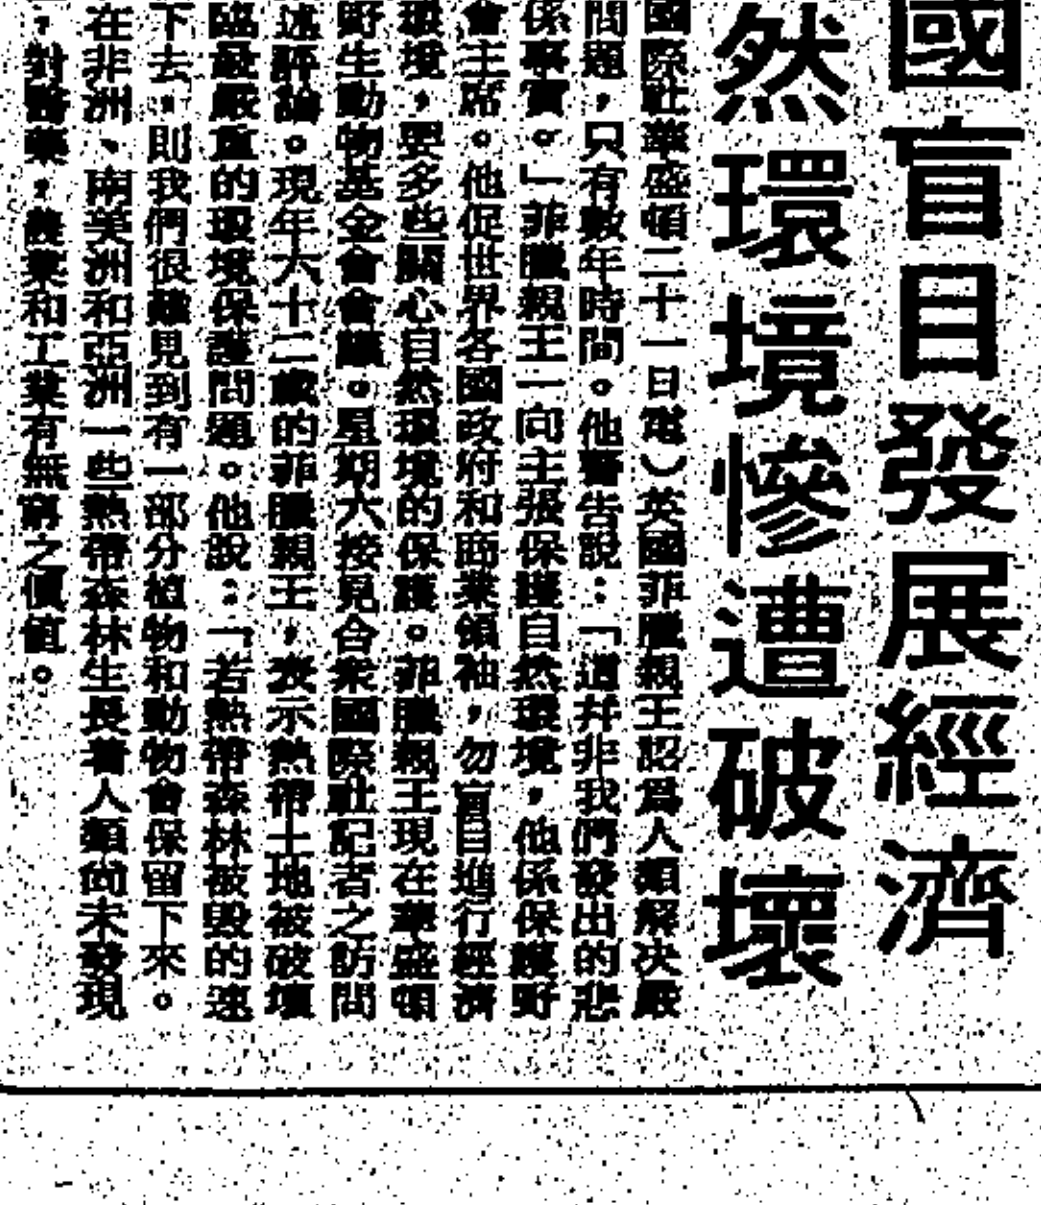 國盲目發展經濟
然環境慘遭破壞
國際社華盛頓二十一日電）英國菲臘親王認爲人類解決嚴
問題，只有數年時間。他警告說：「這幷非我們發出的悲
係事實。」菲臘親王一向主張保護自然環境，他係保護野
會主席。他促世界各國政府和商業領袖，勿盲目進行經濟
環境，要多些關心自然環境的保護。菲臘親王現在華盛頓
野生動物基金會會議。星期六接見合衆國際社記者之訪問
述評論。現年六十二歲的菲臘親王，表示熱帶土地被破壞
臨最嚴重的環境保護問題。他說：「若熱帶森林被毀的速
下去，則我們很難見到有一部分植物和動物會保留下來。
在非洲、南美洲和亞洲一些熱帶森林生長着人類尙未發現
，對醫藥，農業和工業有無窮之價值。